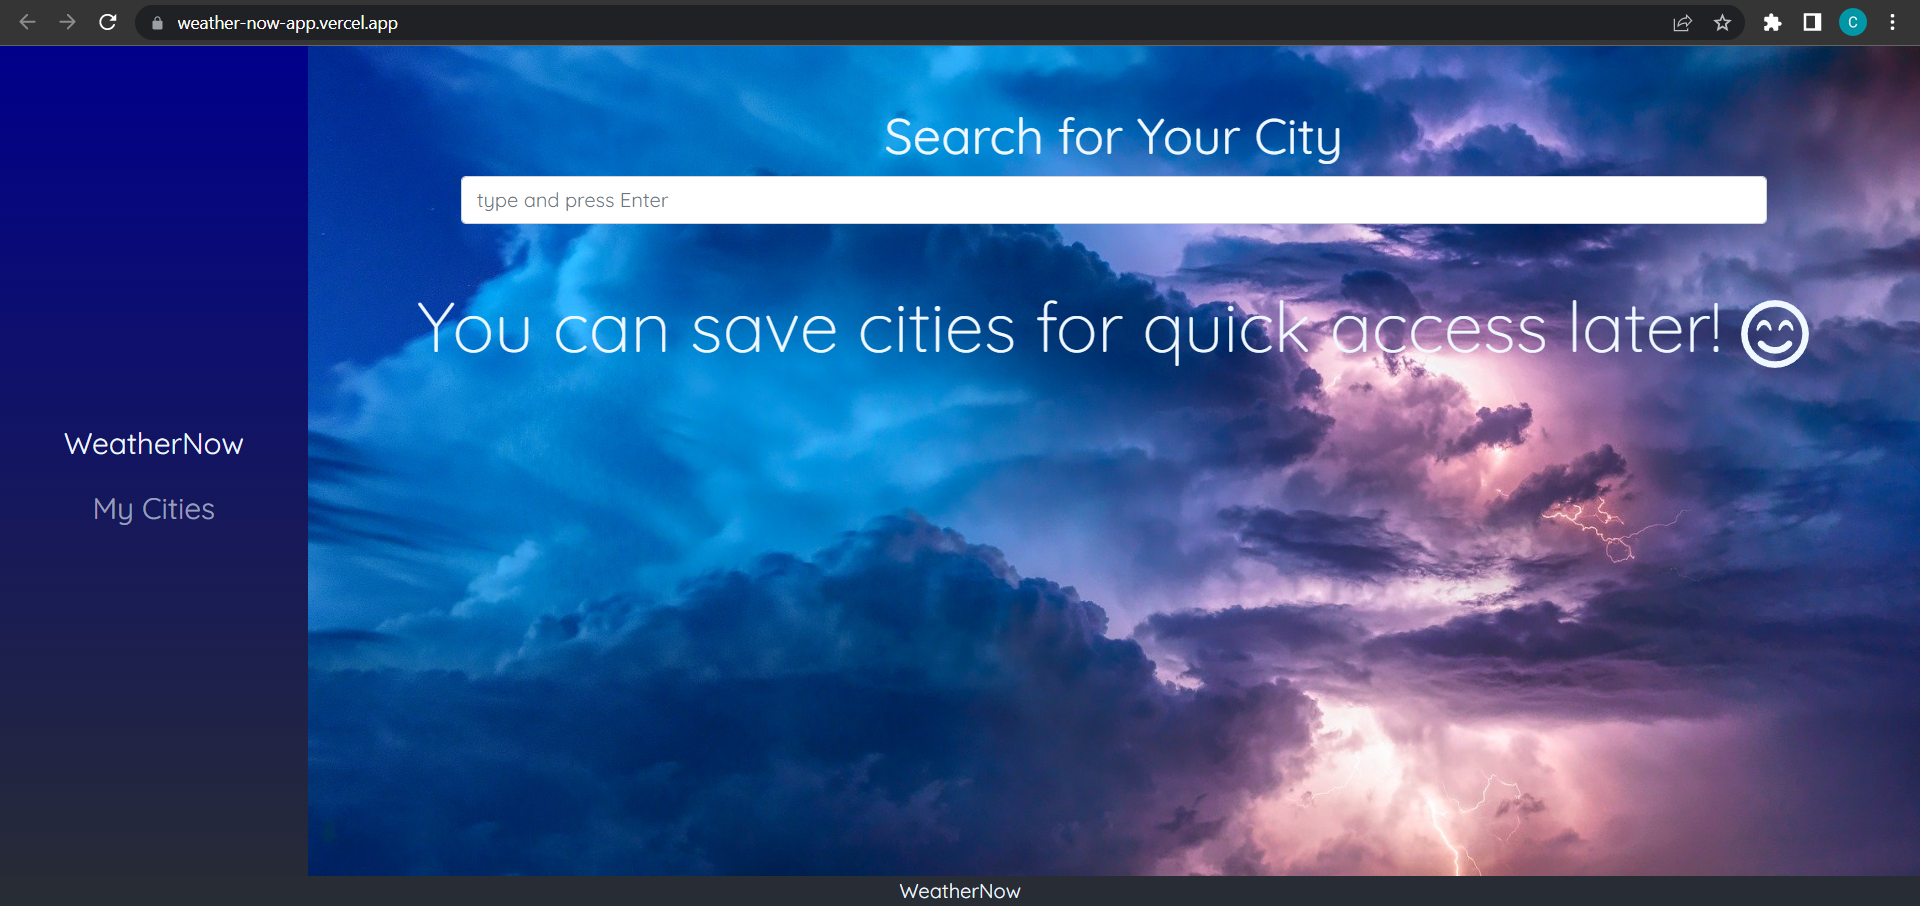 weather-now-app.vercel.app
C
Search for Your City
type and press Enter
You can save cities for quick access later!
WeatherNow
My Cities
WeatherNow